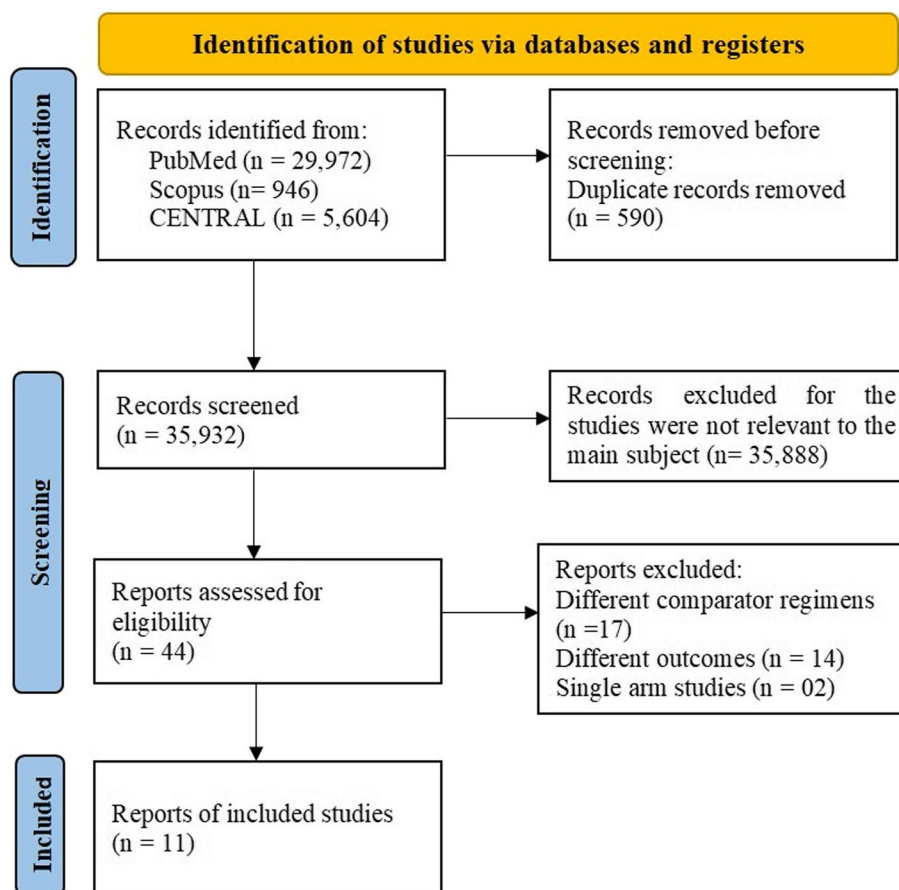 Identification of studies via databases and registers
Identification
Records identified from:
PubMed (n = 29,972)
Scopus (n= 946)
CENTRAL (n = 5,604)
Records removed before
screening:
Duplicate records removed
(n = 590)
Screening
Records screened
(n = 35,932)
Records excluded for the
studies were not relevant to the
main subject (n= 35,888)
Reports assessed for
eligibility
(n = 44)
Reports excluded:
Different comparator regimens
(n =17)
Different outcomes (n = 14)
Single arm studies (n = 02)
Included
Reports of included studies
(n = 11)